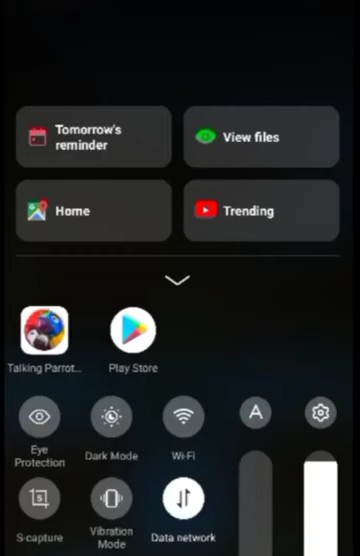 Tomorrow's
reminder
View files
Home
Trending
Talking Parrot...
Play Store
Eye
Protection
Dark Mode
Wi-Fi
A
S-capture
Vibration
Mode
Data network